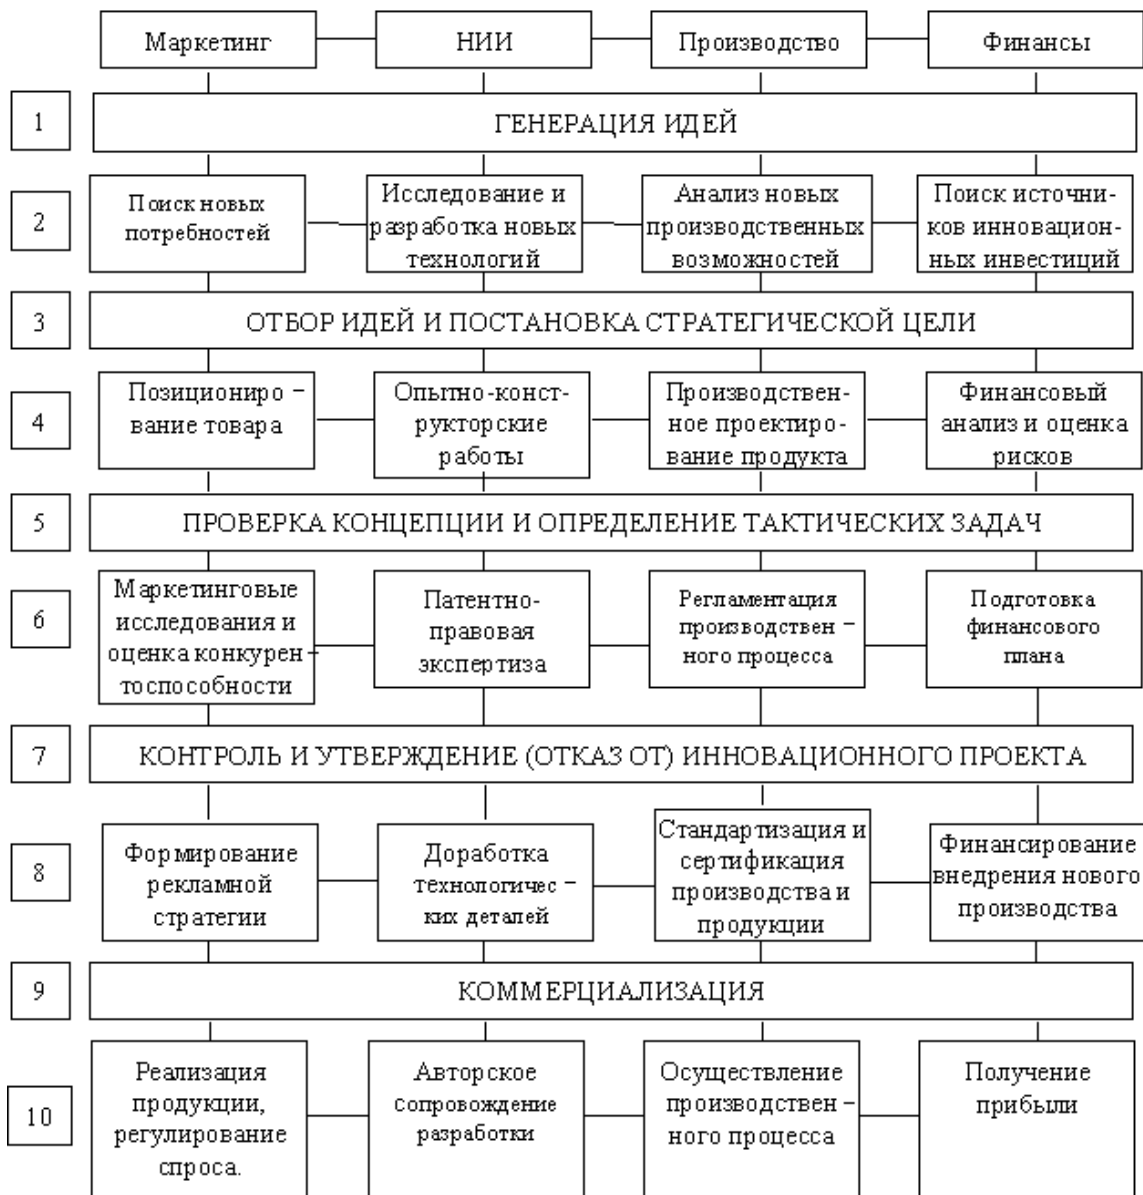 Маркетинг
НИИ
Производство
Финансы
1
ГЕНЕРАЦИЯ ИДЕЙ
2
Поиск новых
потребностей
Исследование и
разработка новых
технологий
Анализ новых
производственных
возможностей
Поиск источни-
ков инновацион-
ных инвестиций
3
ОТБОР ИДЕЙ И ПОСТАНОВКА СТРАТЕГИЧЕСКОЙ ЦЕЛИ
4
Позициониро –
вание товара
Опытно-конст-
рукторские
работы
Производствен-
ное проектиро-
вание продукта
Финансовый
анализ и оценка
рисков
5
ПРОВЕРКА КОНЦЕПЦИИ И ОПРЕДЕЛЕНИЕ ТАКТИЧЕСКИХ ЗАДАЧ
6
Маркетинговые
исследования и
оценка конкурен –
тоспособности
Патентно-
правовая
экспертиза
Регламентация
производствен –
ного процесса
Подготовка
финансового
плана
7
КОНТРОЛЬ И УТВЕРЖДЕНИЕ (ОТКАЗ ОТ) ИННОВАЦИОННОГО ПРОЕКТА
8
Формирование
рекламной
стратегии
Доработка
технологичес –
ких деталей
Стандартизация и
сертификация
производства и
продукции
Финансирование
внедрения нового
производства
9
КОММЕРЦИАЛИЗАЦИЯ
10
Реализация
продукции,
регулирование
спроса.
Авторское
сопровождение
разработки
Осуществление
производствен –
ного процесса
Получение
прибыли